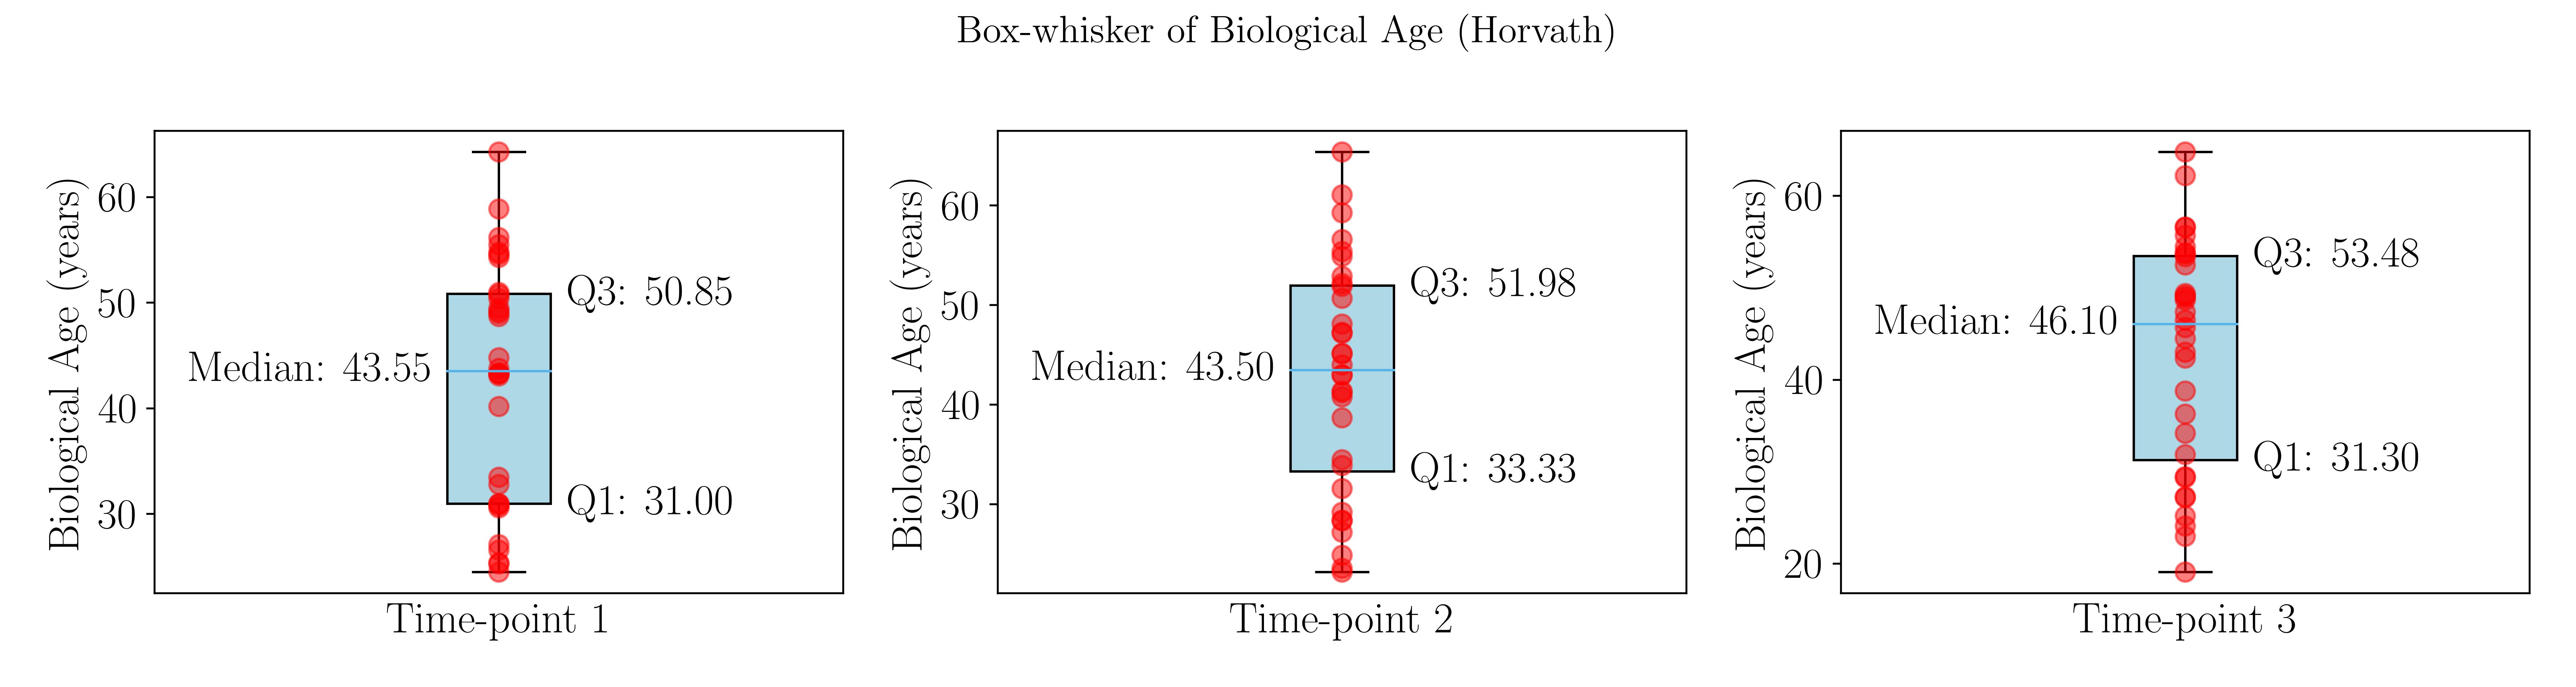 Box-whisker of Biological Age (Horvath)
Biological Age (years)
60
50
40
30
Median: 43.55
Q3: 50.85
Q1: 31.00
Time-point 1
Biological Age (years)
60
50
40
30
Median: 43.50
Q3: 51.98
Q1: 33.33
Time-point 2
Biological Age (years)
60
40
20
Median: 46.10
Q3: 53.48
Q1: 31.30
Time-point 3